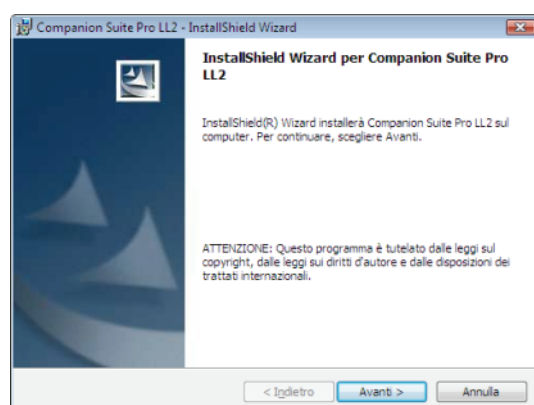 Companion Suite Pro LL2 - InstallShield Wizard
InstallShield Wizard per Companion Suite Pro
LL2
InstallShield(R) Wizard installerà Companion Suite Pro LL2 sul
computer. Per continuare, scegliere Avanti.
ATTENZIONE: Questo programma è tutelato dalle leggi sul
copyright, dalle leggi sui diritti d'autore e dalle disposizioni dei
trattati internazionali.
< Indietro Avanti > Annulla